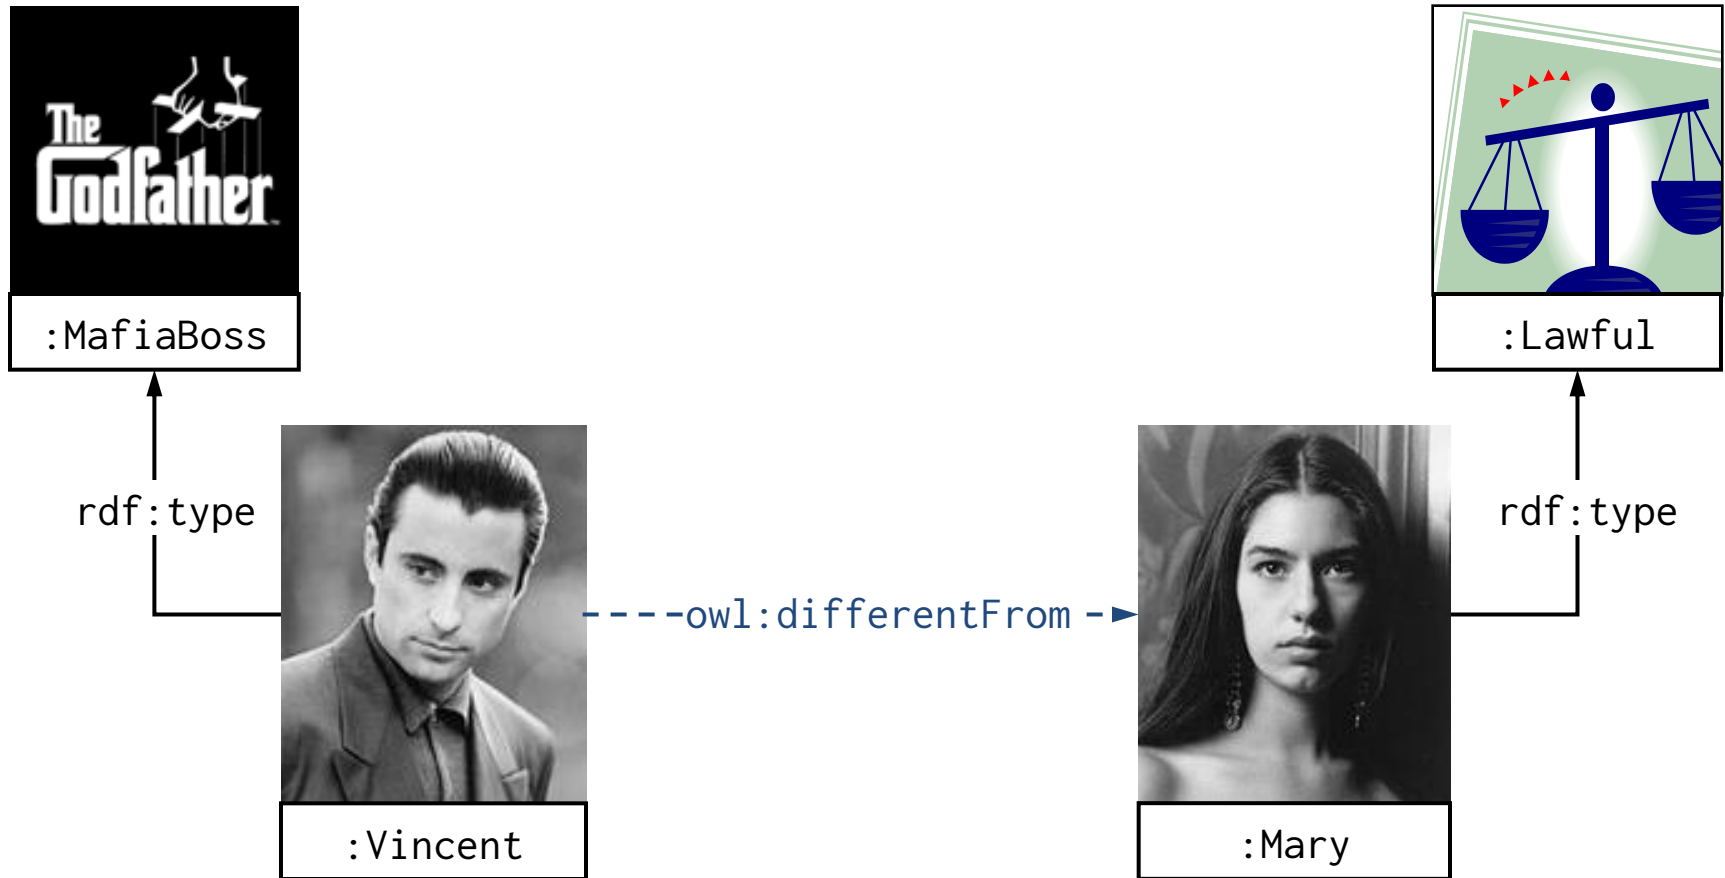 The
Godfather
:MafiaBoss
:Lawful
rdf:type
rdf:type
owl:differentFrom
:Vincent
:Mary